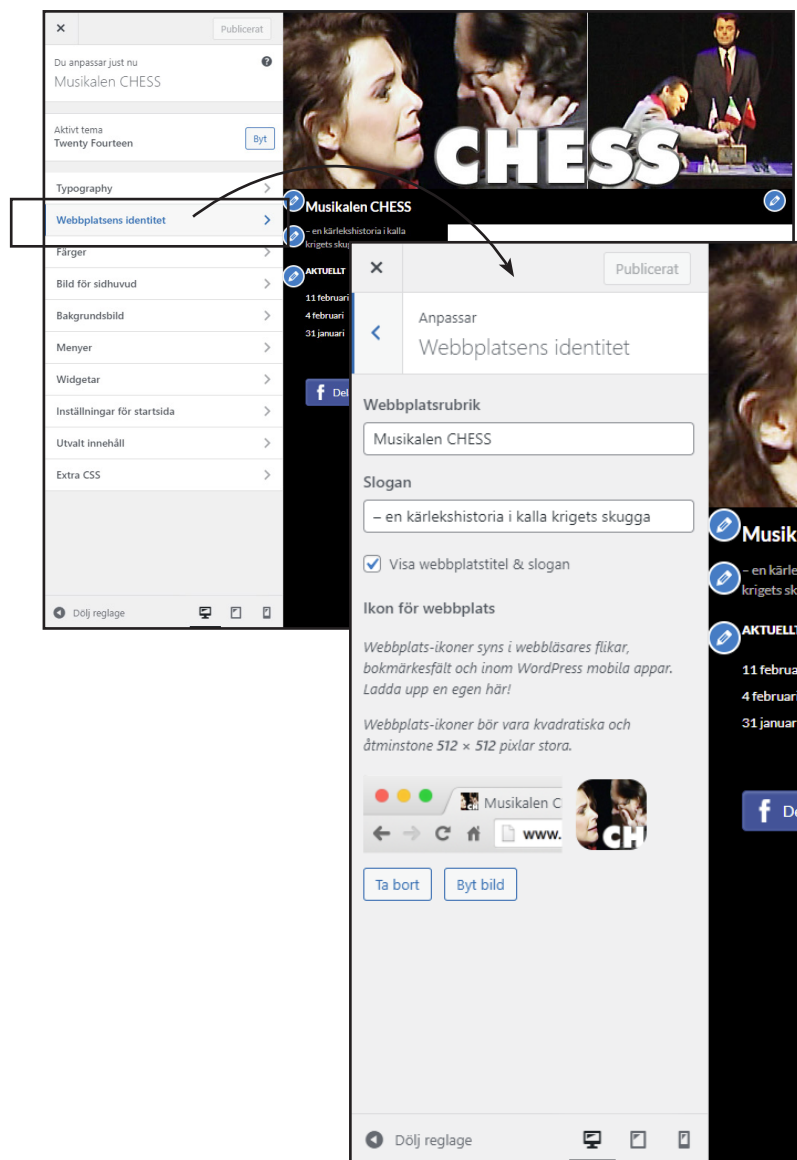 Publicerat
Du anpassar just nu
Musikalen CHESS
Aktivt tema
Twenty Fourteen
Byt
Typography
Webbplatsens identitet
Färger
Bild för sidhuvud
Bakgrundsbild
Menyer
Widgetar
Inställningar för startsida
Utvalt innehåll
Extra CSS
Dölj reglage
CHESS
Musikalen CHESS
– en kärlekshistoria i kalla
krigets sku
AKTUELLT
11 februari
4 februari
31 januari
f Del
Publicerat
Anpassar
Webbplatsens identitet
Webbplatsrubrik
Musikalen CHESS
Slogan
– en kärlekshistoria i kalla krigets skugga
Visa webbplatstitel & slogan
Ikon för webbplats
Webbplats-ikoner syns i webbläsares flikar,
bokmärkesfält och inom WordPress mobila appar.
Ladda upp en egen här!
Webbplats-ikoner bör vara kvadratiska och
åtminstone 512 × 512 pixlar stora.
Musikalen C
www.
CH
Ta bort
Byt bild
Dölj reglage
Musik
– en kärle
krigets sk
AKTUELLT
11 februa
4 februari
31 januar
f De